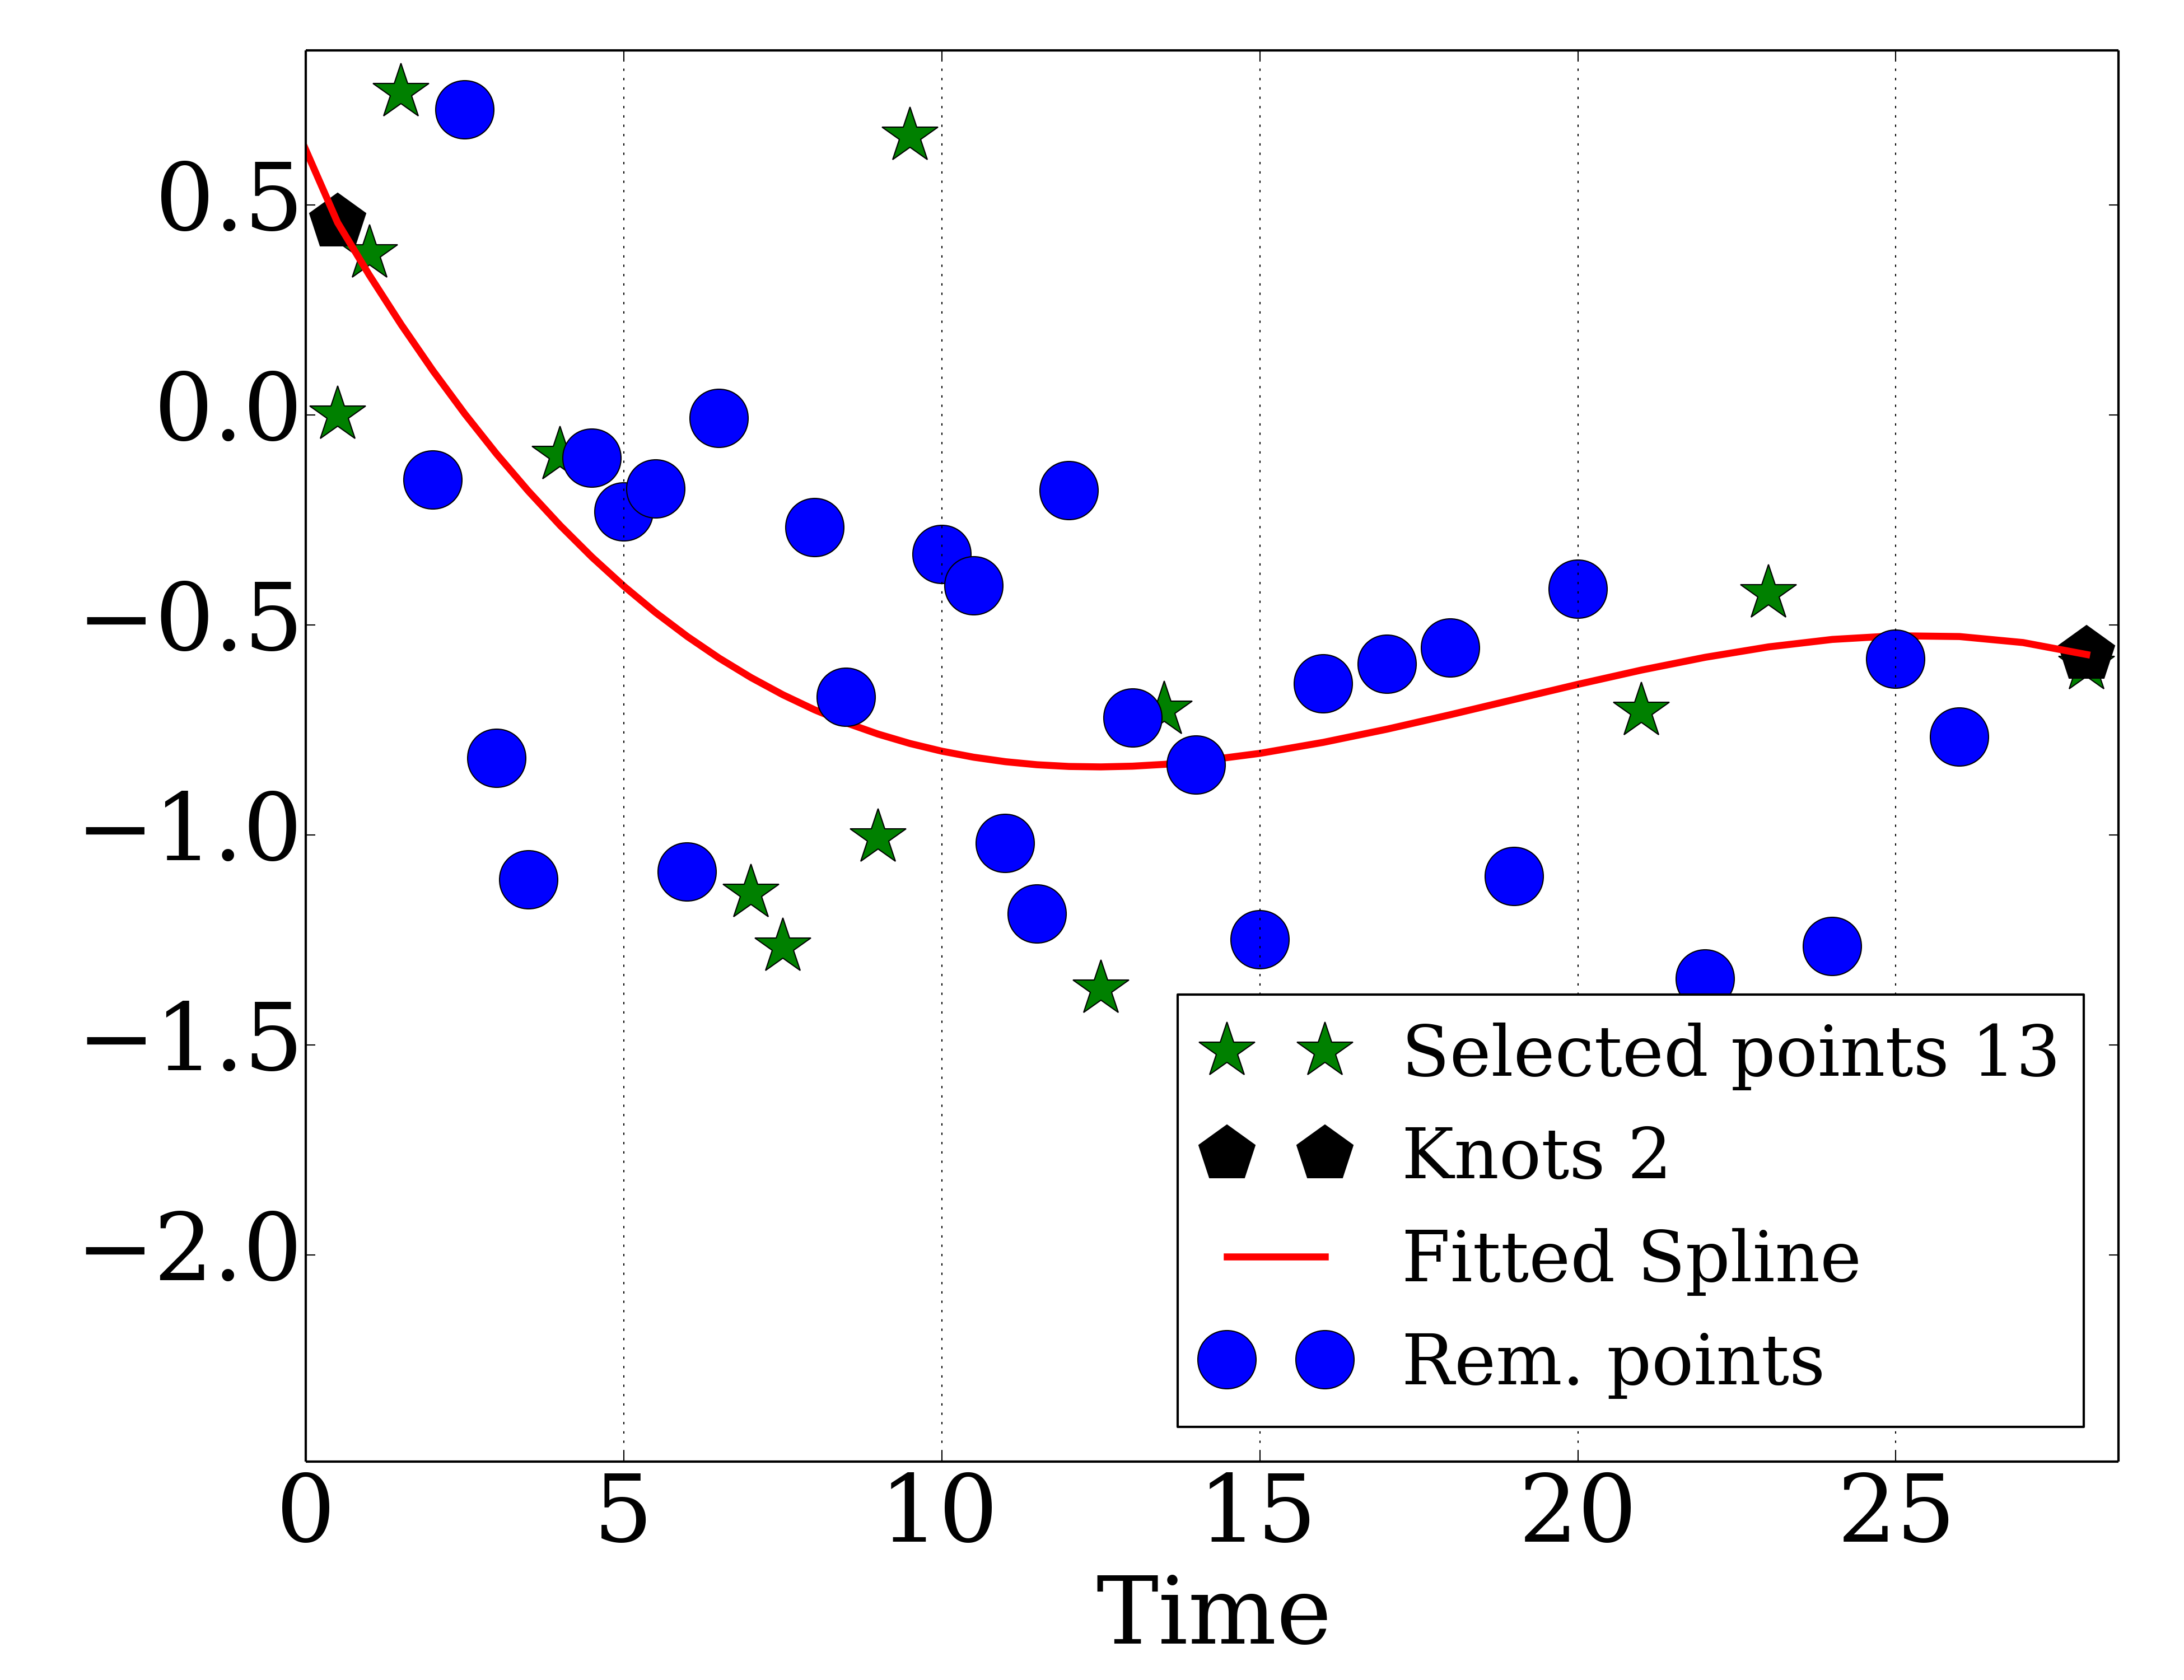 0.5
0.0
−0.5
−1.0
−1.5
−2.0
Selected points 13
Knots 2
Fitted Spline
Rem. points
0 5 10 15 20 25
Time